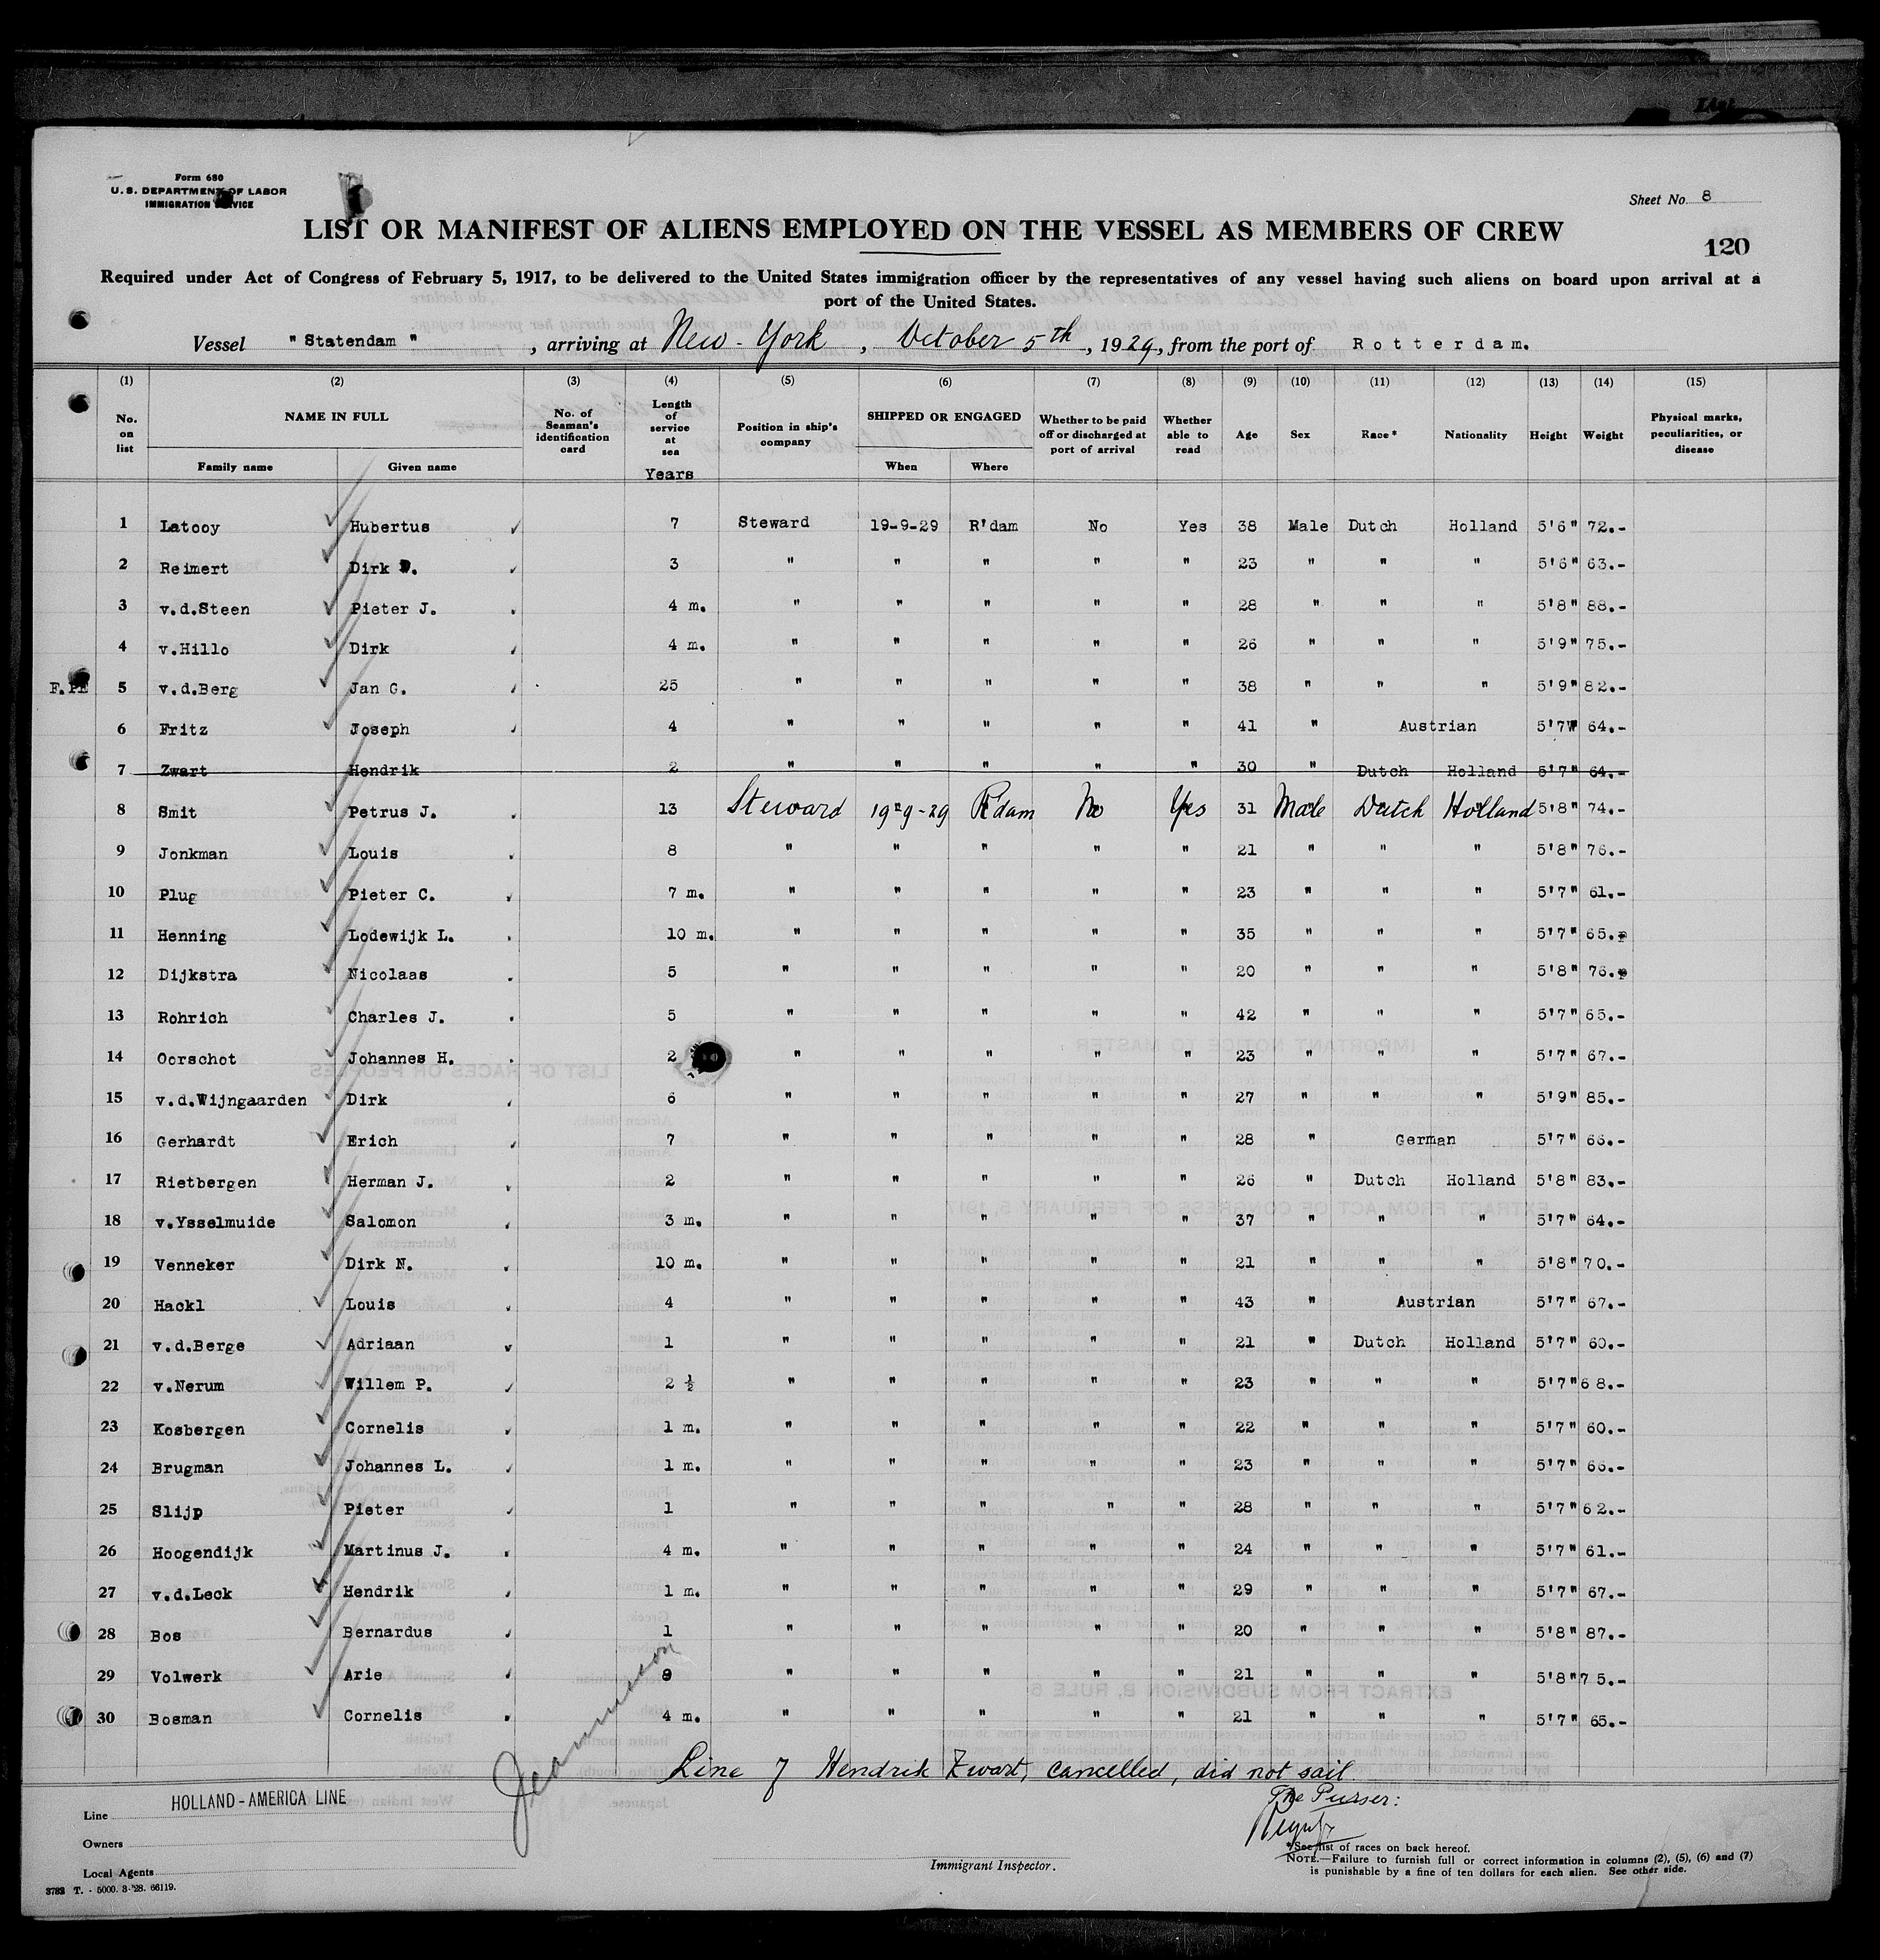 Form 680
U. S. DEPARTMENT OF LABOR
IMMIGRATION SERVICE
Sheet No. 8
LIST OR MANIFEST OF ALIENS EMPLOYED ON THE VESSEL AS MEMBERS OF CREW
120
Required under Act of Congress of February 5, 1917, to be delivered to the United States immigration officer by the representatives of any vessel having such aliens on board upon arrival at a
port of the United States.
Vessel "Statendam", arriving at New-York, October 5th, 1929, from the port of Rotterdam.
(1) (2) (3) (4) (5) (6) (7) (8) (9) (10) (11) (12) (13) (14) (15)
No. on list NAME IN FULL No. of Seaman's identification card Length of service at sea Position in ship's company SHIPPED OR ENGAGED Whether to be paid off or discharged at port of arrival Whether able to read Age Sex Race* Nationality Height Weight Physical marks, peculiarities, or disease
Family name Given name Years When Where
1 Latooy Hubertus 7 Steward 19-9-29 R'dam No Yes 38 Male Dutch Holland 5'6" 72.-
2 Reimert Dirk W. 3 " " " " " 23 " " " 5'6" 63.-
3 v.d.Steen Pieter J. 4 m. " " " " " 28 " " " 5'8" 88.-
4 v.Hillo Dirk 4 m. " " " " " 26 " " " 5'9" 75.-
F.PE 5 v.d.Berg Jan G. 25 " " " " " 38 " " " 5'9" 82.-
6 Fritz Joseph 4 " " " " " 41 " Austrian 5'7" 64.-
7 Zwart Hendrik 2 " " " " " 30 " Dutch Holland 5'7" 64.-
8 Smit Petrus J. 13 Steward 19-9-29 R'dam No Yes 31 Male Dutch Holland 5'8" 74.-
9 Jonkman Louis 8 " " " " " 21 " " " 5'8" 76.-
10 Plug Pieter C. 7 m. " " " " " 23 " " " 5'7" 61.-
11 Henning Lodewijk L. 10 m. " " " " " 35 " " " 5'7" 65.-
12 Dijkstra Nicolaas 5 " " " " " 20 " " " 5'8" 76.-
13 Rohrich Charles J. 5 " " " " " 42 " " " 5'7" 65.-
14 Oorschot Johannes H. 2 " " " " " 23 " " " 5'7" 67.-
15 v.d.Wijngaarden Dirk 6 " " " " " 27 " " " 5'9" 85.-
16 Gerhardt Erich 7 " " " " " 28 " German 5'7" 66.-
17 Rietbergen Herman J. 2 " " " " " 26 " Dutch Holland 5'8" 83.-
18 v.Ysselmuide Salomon 3 m. " " " " " 37 " " " 5'7" 64.-
19 Venneker Dirk N. 10 m. " " " " " 21 " " " 5'8" 70.-
20 Hackl Louis 4 " " " " " 43 " Austrian 5'7" 67.-
21 v.d.Berge Adriaan 1 " " " " " 21 " Dutch Holland 5'7" 60.-
22 v.Nerum Willem P. 2 ½ " " " " " 23 " " " 5'7" 68.-
23 Kosbergen Cornelis 1 m. " " " " " 22 " " " 5'7" 60.-
24 Brugman Johannes L. 1 m. " " " " " 23 " " " 5'7" 66.-
25 Slijp Pieter 1 " " " " " 28 " " " 5'7" 62.-
26 Hoogendijk Martinus J. 4 m. " " " " " 24 " " " 5'7" 61.-
27 v.d.Leck Hendrik 1 m. " " " " " 29 " " " 5'7" 67.-
28 Bos Bernardus 1 " " " " " 20 " " " 5'8" 87.-
29 Volwerk Arie " " " " " 21 " " " 5'8" 75.-
30 Bosman Cornelis 4 m. " " " " " 21 " " " 5'7" 65.-
Line 7 Hendrik Zwart, cancelled, did not sail.
The Purser:
Line HOLLAND-AMERICA LINE
Owners
Local Agents
3782 T. - 5000. 3-'28. 66119.
Immigrant Inspector.
*See list of races on back hereof.
NOTE.—Failure to furnish full or correct information in columns (2), (5), (6) and (7)
is punishable by a fine of ten dollars for each alien. See other side.